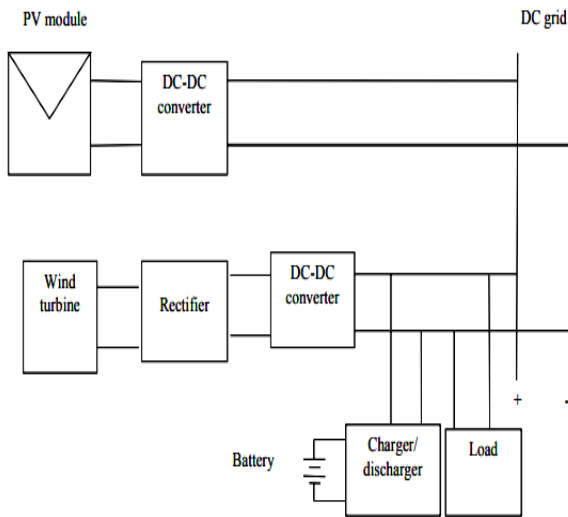 PV module
DC grid
DC-DC
converter
Wind
turbine
Rectifier
DC-DC
converter
+
-
Battery
Charger/
discharger
Load